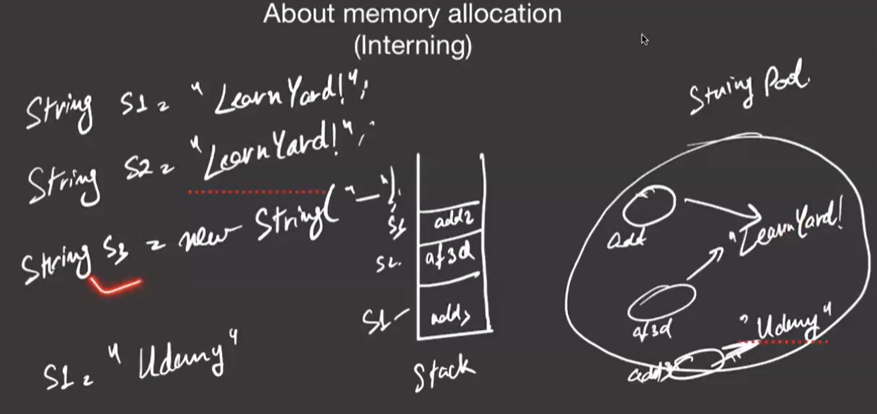 About memory allocation
(Interning)
String S1 = "LearnYard!";
String S2 = "LearnYard!";
String S3 = new String("—");
S1 = "Udemy"
S3 add2
S2. af3d
S1 - add3
Stack
String Pool.
add
"LearnYard!
af3d
"Udemy"
add3